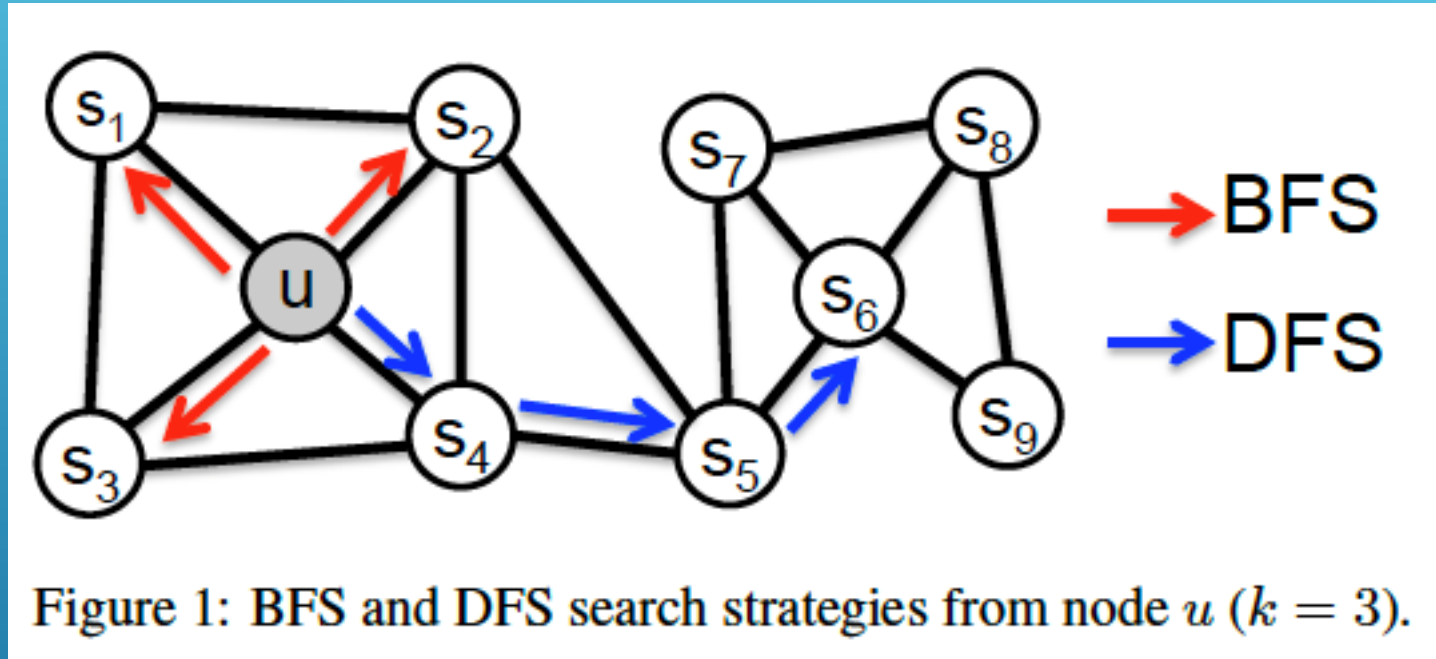 s1
s2
s7
s8
BFS
u
s6
DFS
s3
s4
s5
s9
Figure 1: BFS and DFS search strategies from node u (k = 3).